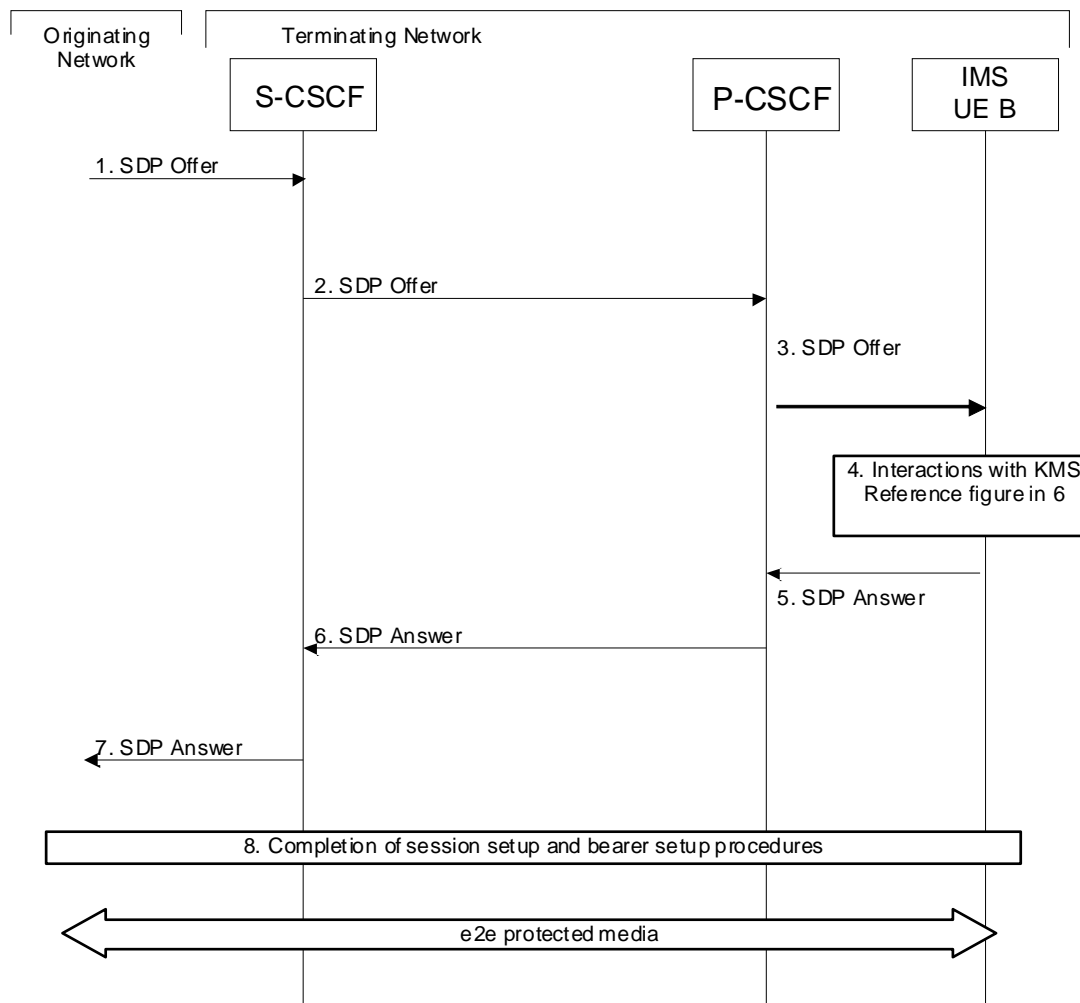 Originating
Network
Terminating Network
S-CSCF
P-CSCF
IMS
UE B
1. SDP Offer
2. SDP Offer
3. SDP Offer
4. Interactions with KMS
Reference figure in 6
5. SDP Answer
6. SDP Answer
7. SDP Answer
8. Completion of session setup and bearer setup procedures
e2e protected media